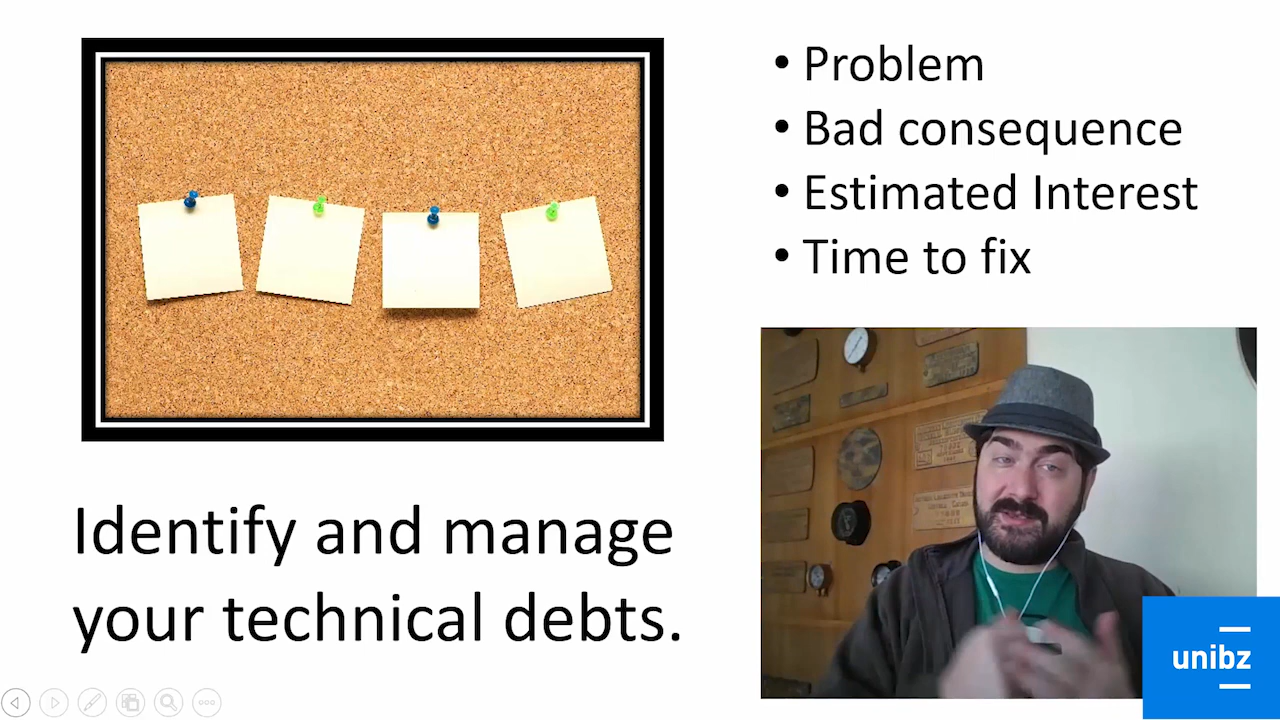 • Problem
• Bad consequence
• Estimated Interest
• Time to fix
Identify and manage
your technical debts.
unibz